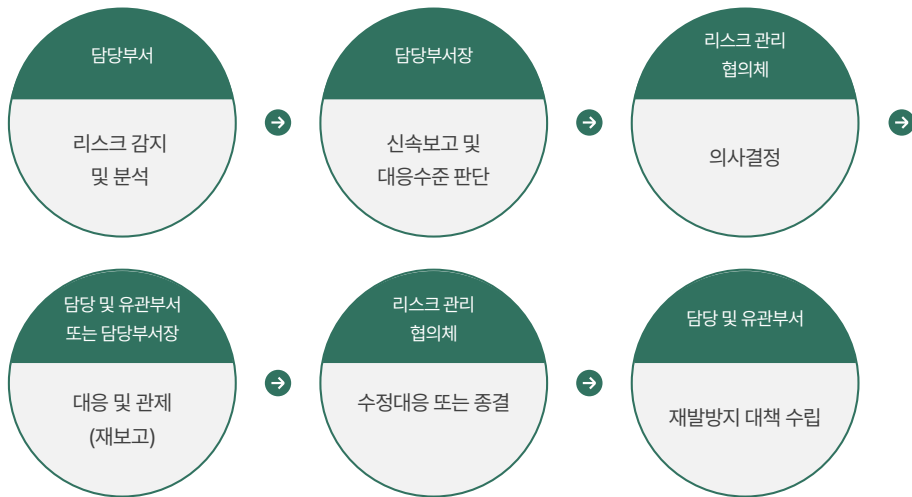 담당부서
리스크 감지
및 분석
담당부서장
신속보고 및
대응수준 판단
리스크 관리
협의체
의사결정
담당 및 유관부서
또는 담당부서장
대응 및 관제
(재보고)
리스크 관리
협의체
수정대응 또는 종결
담당 및 유관부서
재발방지 대책 수립